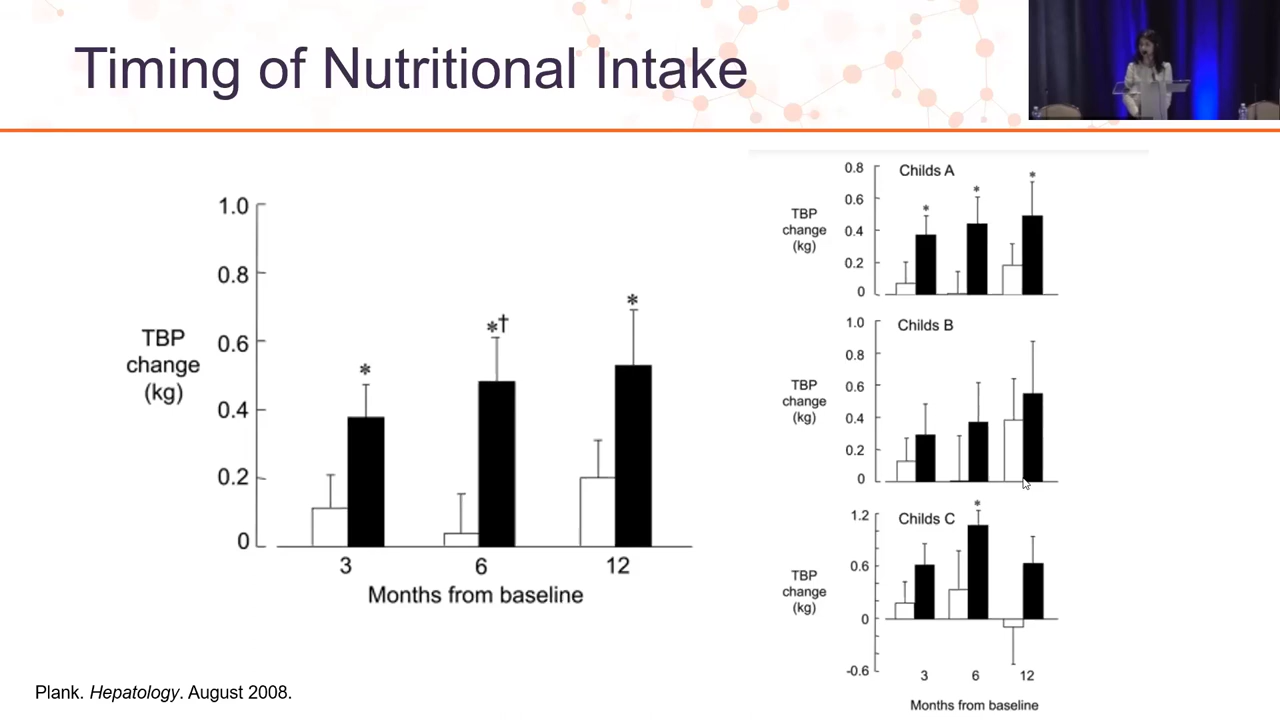 Timing of Nutritional Intake
1.0
0.8
0.6
0.4
0.2
0
TBP
change
(kg)
*
*†
*
3 6 12
Months from baseline
Childs A
0.8
0.6
0.4
0.2
0
TBP
change
(kg)
* * *
Childs B
1.0
0.8
0.6
0.4
0.2
0
TBP
change
(kg)
Childs C
1.2
0.6
0
-0.6
TBP
change
(kg)
*
3 6 12
Months from baseline
Plank. Hepatology. August 2008.